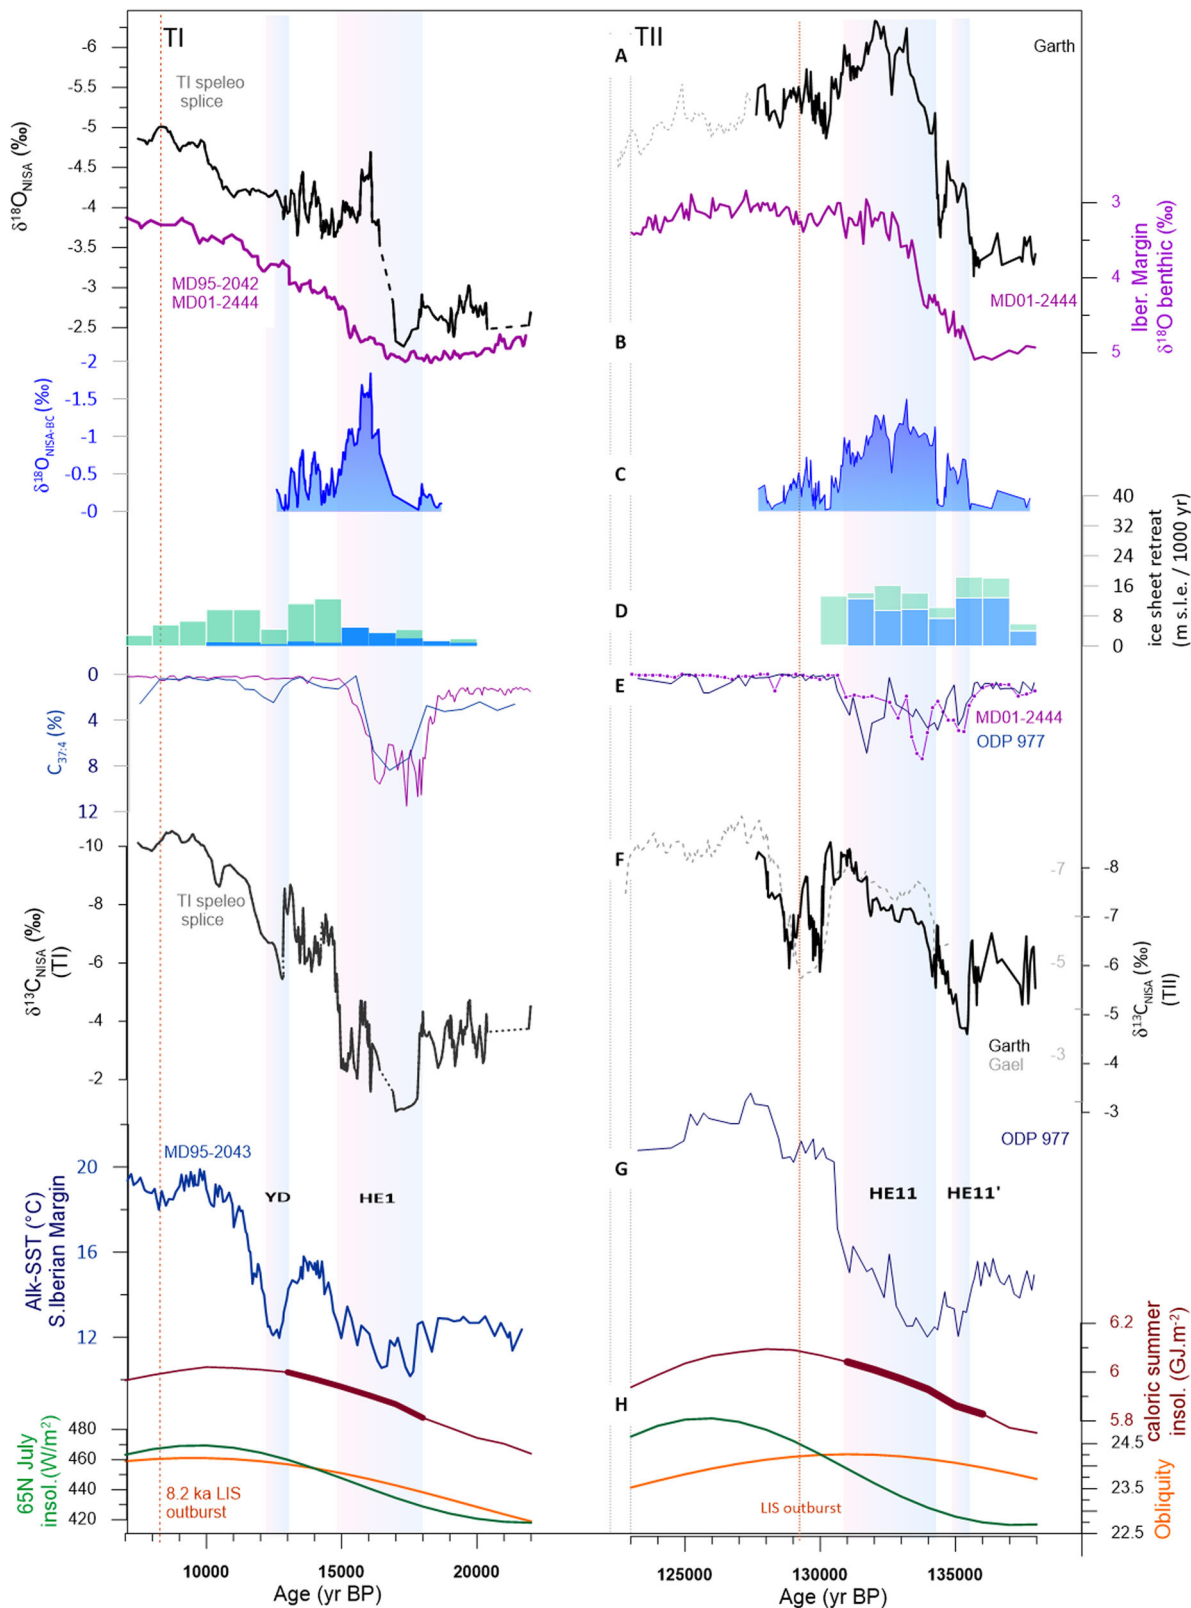 TI
TII
A
Garth
TI speleo
splice
-6
-5.5
-5
-4.5
-4
-3.5
-3
-2.5
-2
δ18ONISA (‰)
MD95-2042
MD01-2444
3
4
5
Iber. Margin
δ18O benthic (‰)
MD01-2444
B
-1.5
-1
-0.5
-0
δ18ONISA-BC (‰)
C
40
32
24
16
8
0
ice sheet retreat
(m s.l.e. / 1000 yr)
D
0
4
8
12
C37:4 (%)
E
MD01-2444
ODP 977
-10
-8
-6
-4
-2
δ13CNISA (‰)
(TI)
TI speleo
splice
F
-7
-5
-3
-8
-7
-6
-5
-4
-3
δ13CNISA (‰)
(TII)
Garth
Gael
MD95-2043
20
16
12
Alk-SST (°C)
S.Iberian Margin
YD
HE1
G
ODP 977
HE11
HE11'
6.2
6
5.8
caloric summer
insol. (GJ.m-2)
H
480
460
440
420
65N July
insol.(W/m2)
8.2 ka LIS
outburst
LIS outburst
24.5
23.5
22.5
Obliquity
10000
15000
20000
Age (yr BP)
125000
130000
135000
Age (yr BP)